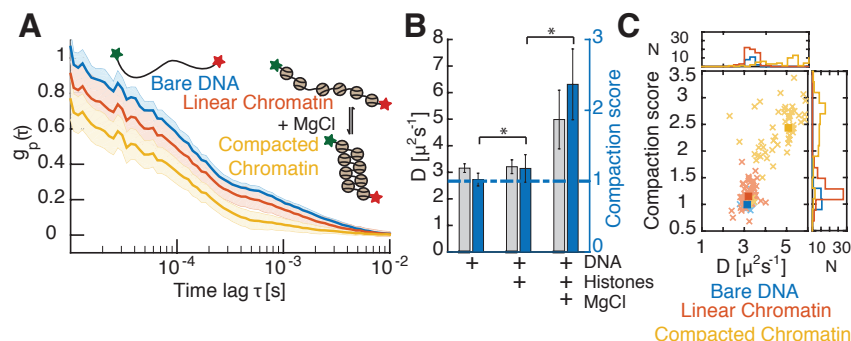 A
1
0.8
0.6
0.4
0.2
0
g_p(τ)
Bare DNA
Linear Chromatin
+ MgCl
Compacted
Chromatin
10^-4
10^-3
10^-2
Time lag τ [s]
B
8
7
6
5
4
3
2
1
0
D [µ²s⁻¹]
*
*
3
2
1
0
Compaction score
+ + + DNA
+ + Histones
+ MgCl
C
N
30
10
3.5
3
2.5
2
1.5
1
0.5
Compaction score
1 3 5
D [µ²s⁻¹]
10 30
N
Bare DNA
Linear Chromatin
Compacted Chromatin